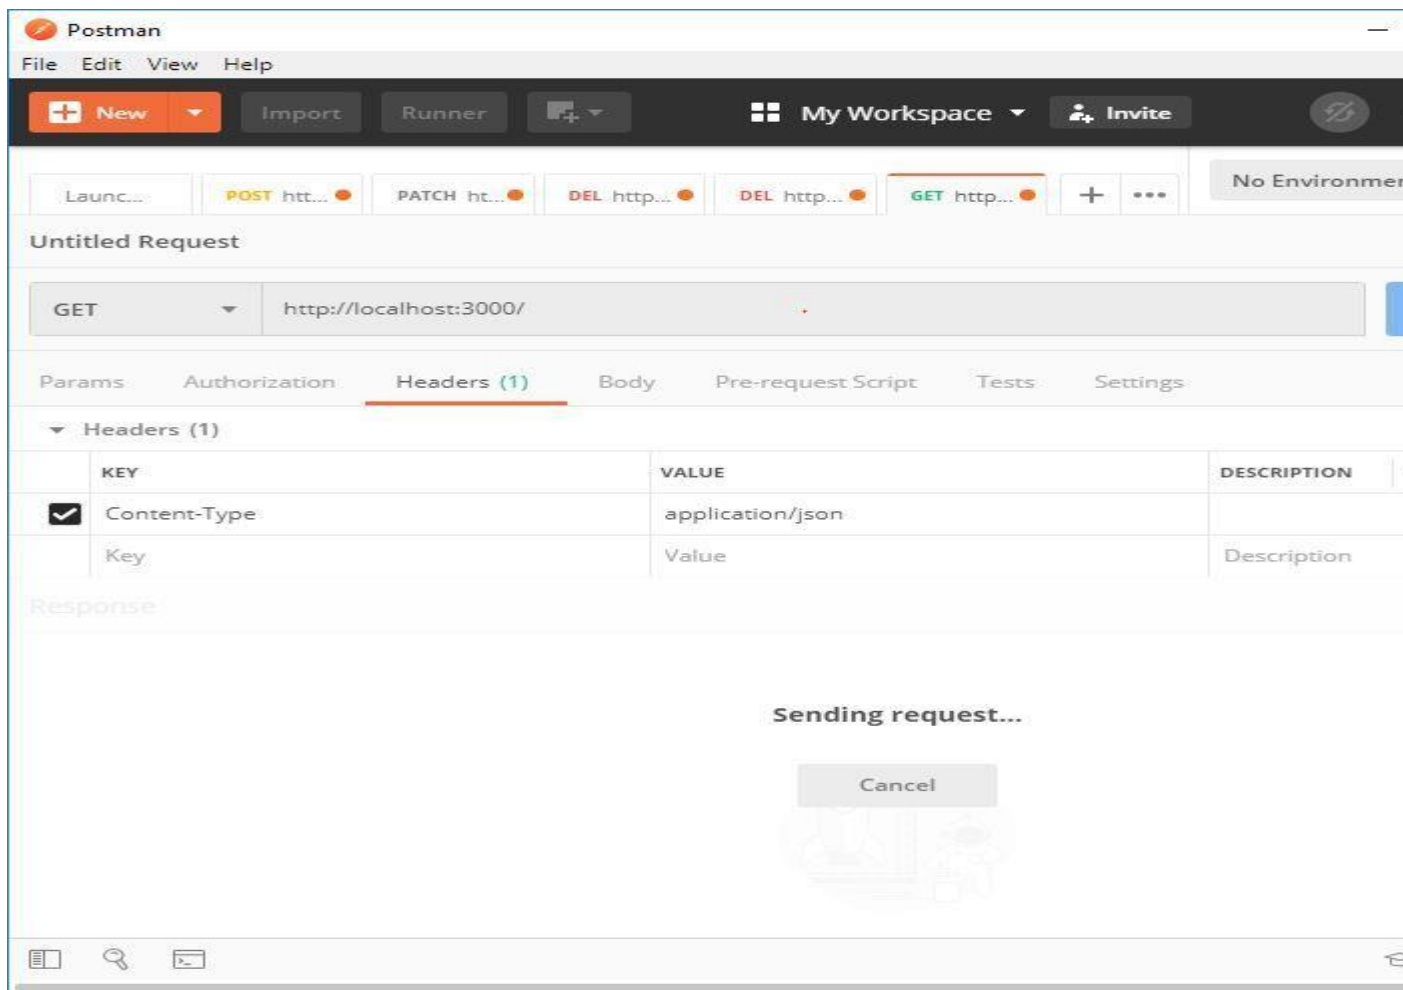 Postman
File Edit View Help
New Import Runner My Workspace Invite
Launc... POST htt... PATCH ht... DEL http... DEL http... GET http... No Environmen
Untitled Request
GET http://localhost:3000/
Params Authorization Headers (1) Body Pre-request Script Tests Settings
Headers (1)
KEY VALUE DESCRIPTION
Content-Type application/json
Key Value Description
Response
Sending request...
Cancel